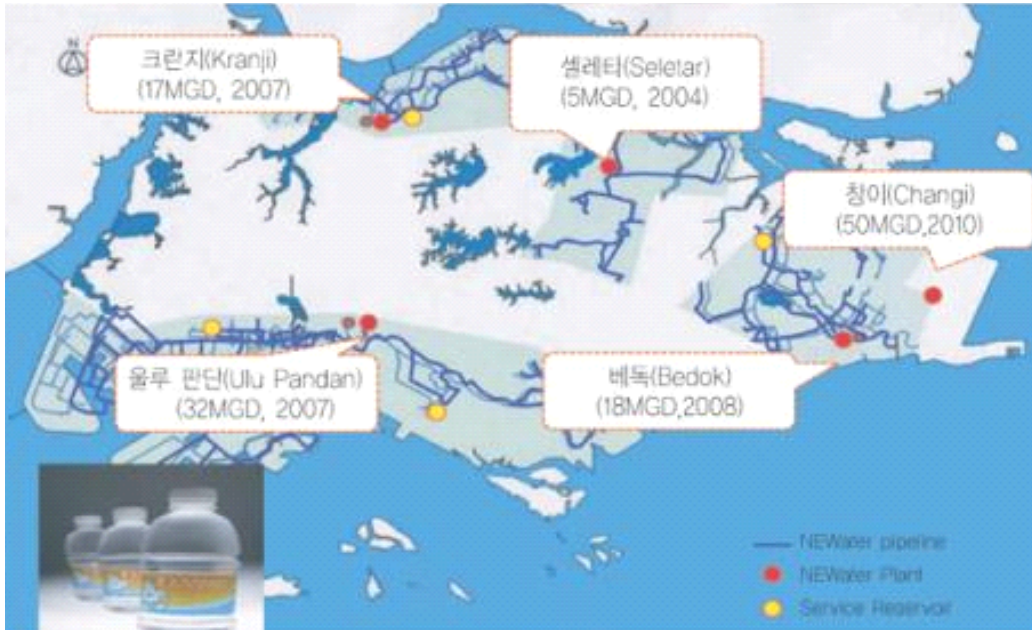 N
크란지(Kranji)
(17MGD, 2007)
셀레타(Seletar)
(5MGD, 2004)
창이(Changi)
(50MGD,2010)
울루 판단(Ulu Pandan)
(32MGD, 2007)
베독(Bedok)
(18MGD,2008)
NEWater pipeline
NEWater Plant
Service Reservoir